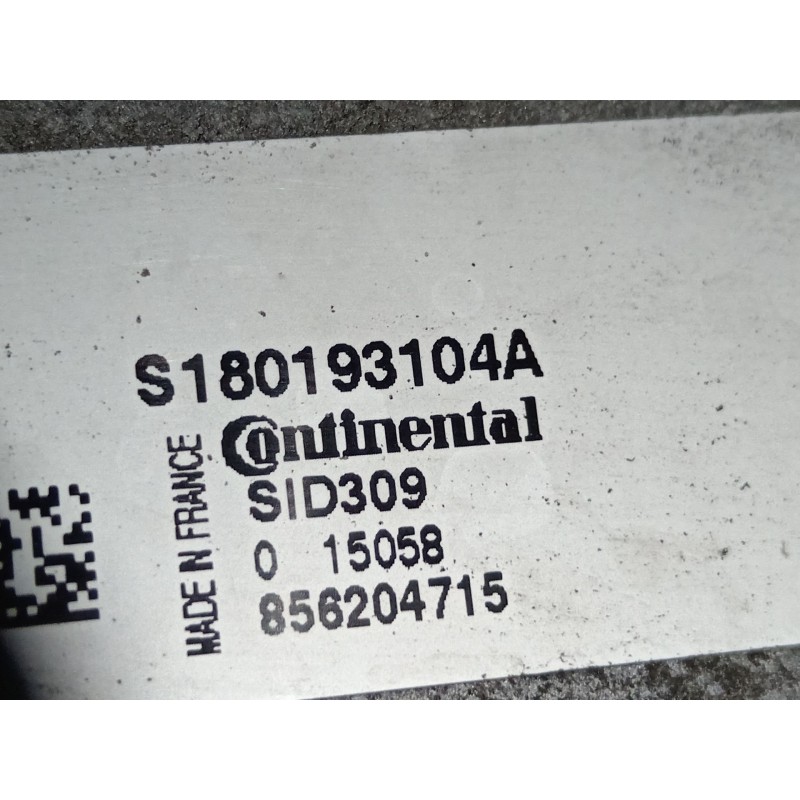 S180193104A
Continental
SID309
0 15058
856204715
MADE IN FRANCE